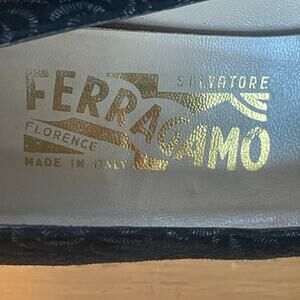 SALVATORE
FERRAGAMO
FLORENCE
MADE IN ITALY